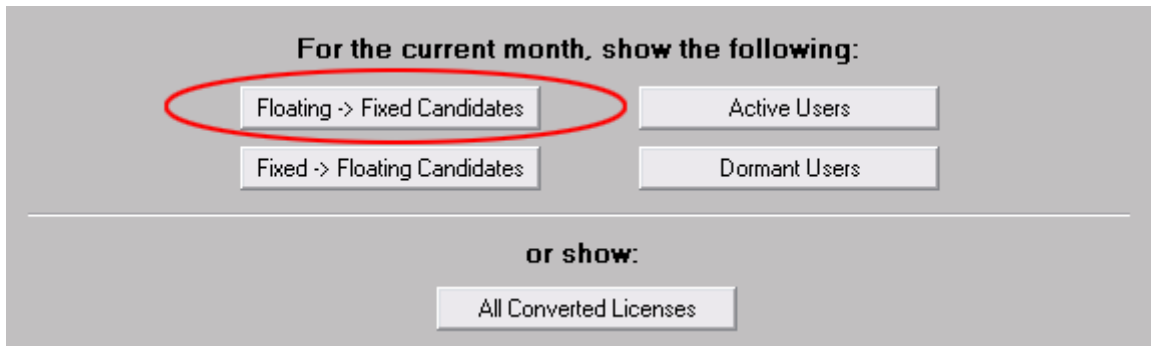 For the current month, show the following:
Floating -> Fixed Candidates
Active Users
Fixed -> Floating Candidates
Dormant Users
or show:
All Converted Licenses